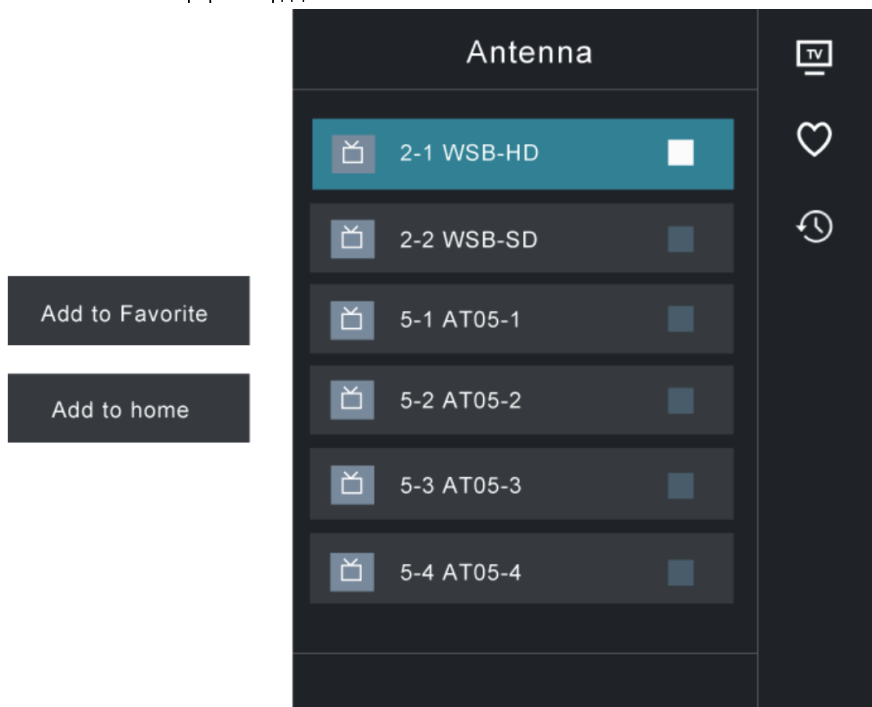 Antenna
TV
2-1 WSB-HD
2-2 WSB-SD
Add to Favorite
5-1 AT05-1
Add to home
5-2 AT05-2
5-3 AT05-3
5-4 AT05-4